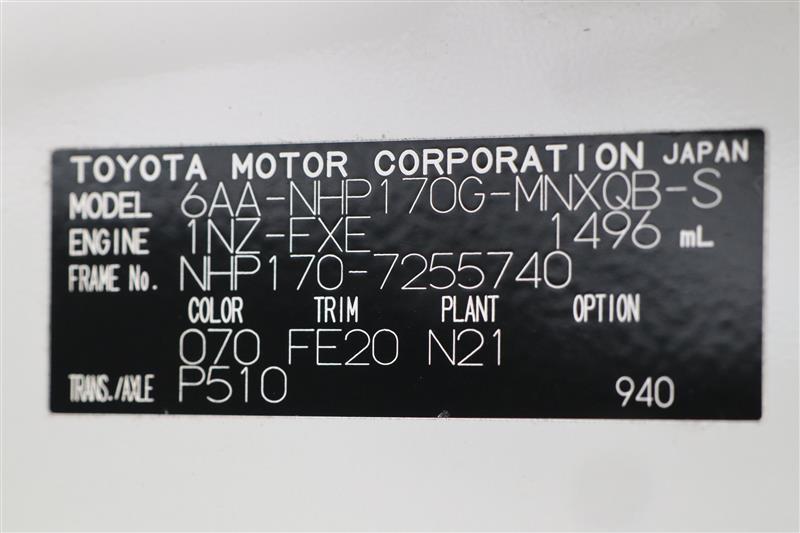 TOYOTA MOTOR CORPORATION JAPAN
MODEL 6AA-NHP170G-MNXQB-S
ENGINE 1NZ-FXE 1496 mL
FRAME No. NHP170-7255740
COLOR TRIM PLANT OPTION
070 FE20 N21
TRANS./AXLE P510 940